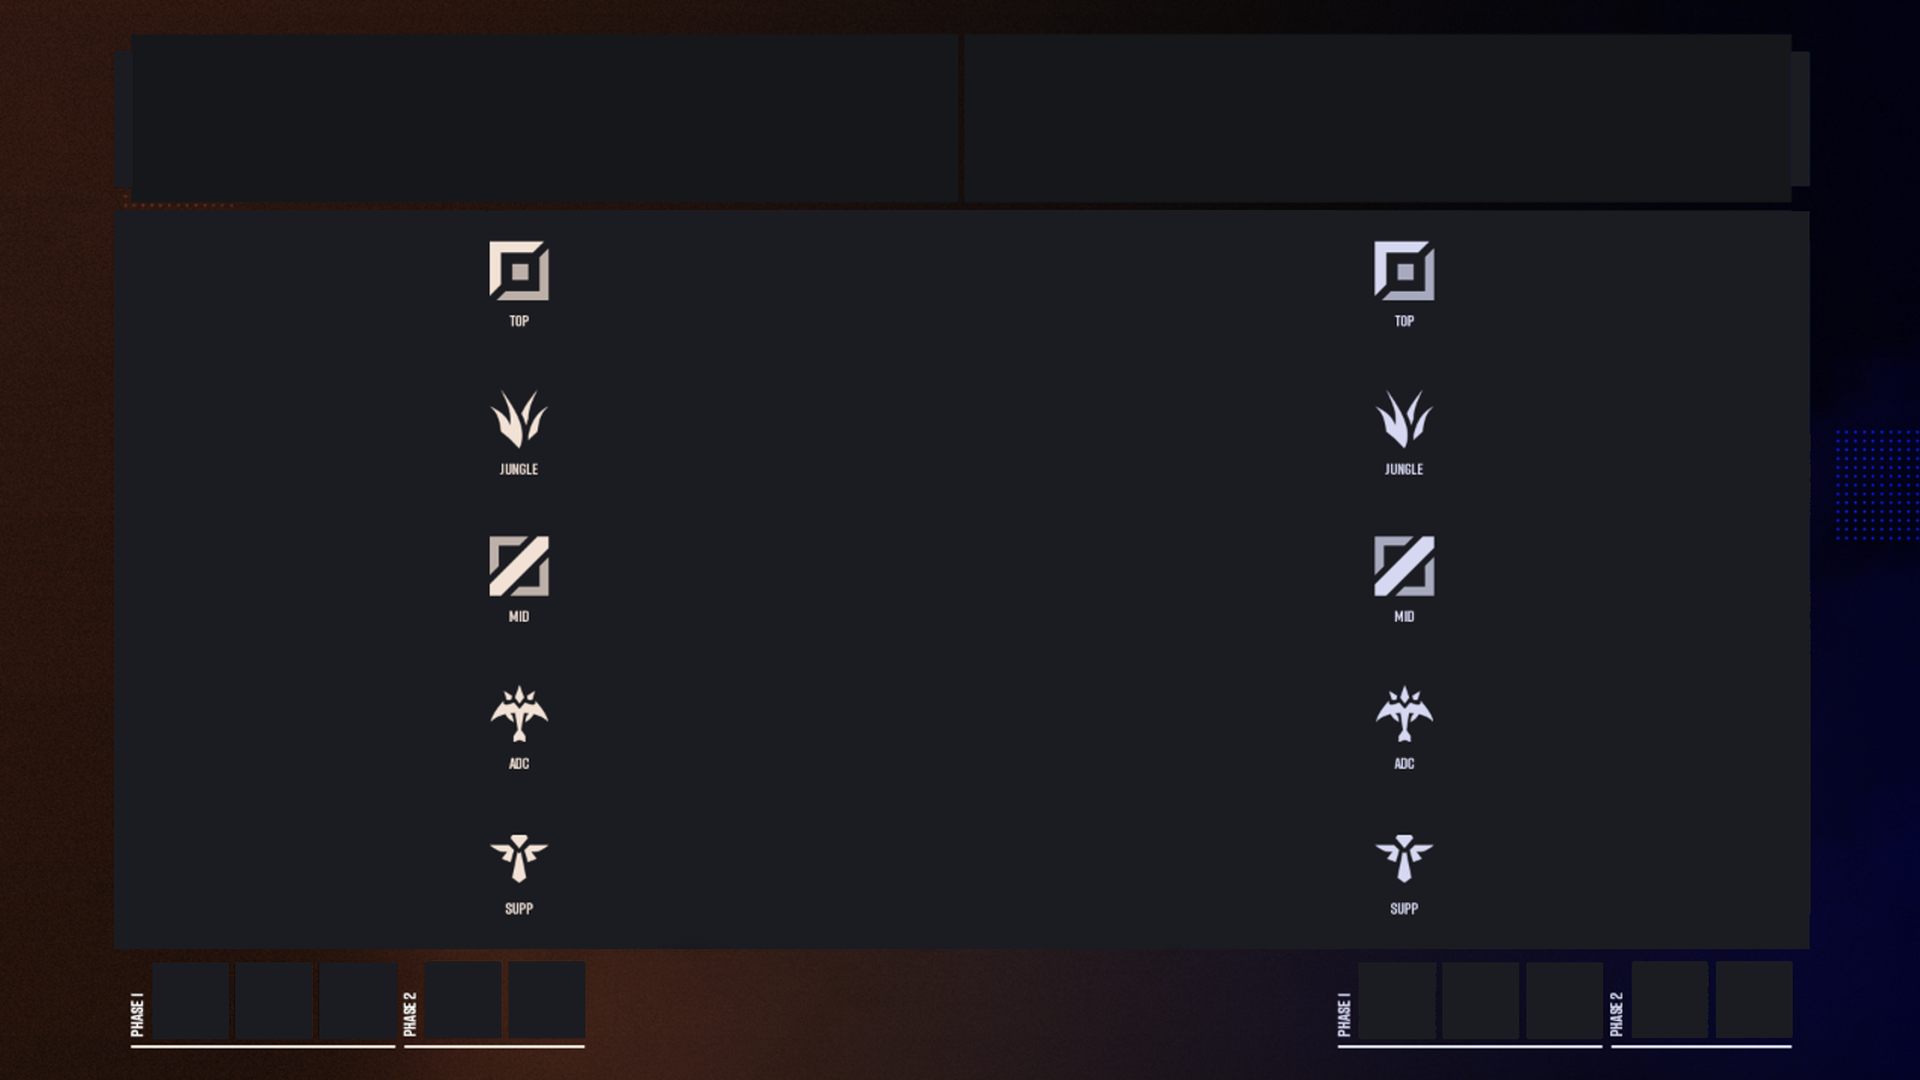 TOP
TOP
JUNGLE
JUNGLE
MID
MID
ADC
ADC
SUPP
SUPP
PHASE 1
PHASE 2
PHASE 1
PHASE 2